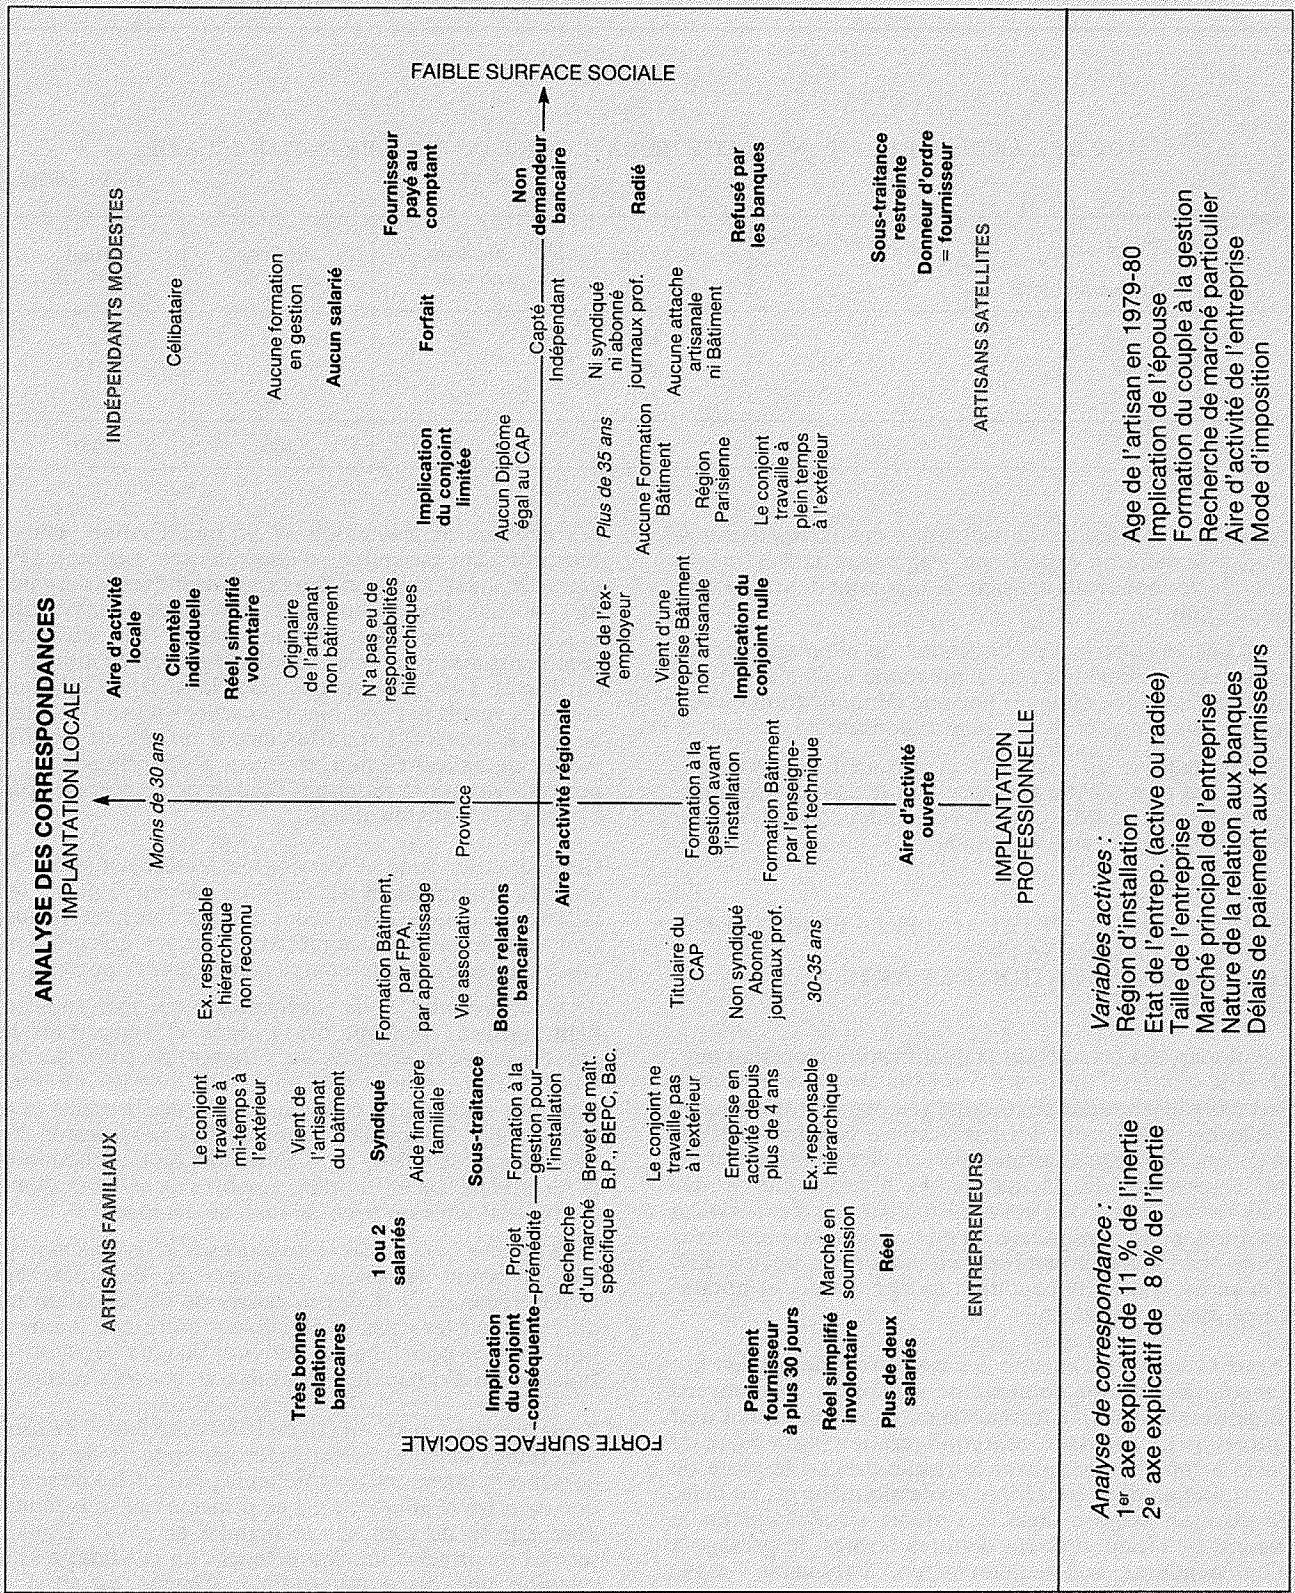 ANALYSE DES CORRESPONDANCES
IMPLANTATION LOCALE
ARTISANS FAMILIAUX
INDÉPENDANTS MODESTES
Moins de 30 ans
Le conjoint
travaille à
mi-temps à
l'extérieur
Ex. responsable
hiérarchique
non reconnu
Aire d'activité
locale
Clientèle
individuelle
Réel, simplifié
volontaire
Célibataire
Très bonnes
relations
bancaires
Vient de
l'artisanat
du bâtiment
Originaire
de l'artisanat
non bâtiment
Aucune formation
en gestion
Aucun salarié
1 ou 2
salariés
Syndiqué
Aide financière
familiale
Formation Bâtiment,
par FPA,
par apprentissage
N'a pas eu de
responsabilités
hiérarchiques
Implication
du conjoint
limitée
Forfait
Fournisseur
payé au
comptant
Sous-traitance
Vie associative
Province
Bonnes relations
bancaires
Aucun Diplôme
égal au CAP
FORTE SURFACE SOCIALE
Implication
du conjoint
conséquente
Projet
prémédité
Formation à la
gestion pour
l'installation
Capté
Indépendant
Non
demandeur
bancaire
FAIBLE SURFACE SOCIALE
Recherche
d'un marché
spécifique
Brevet de maît.
B.P., BEPC, Bac.
Aire d'activité régionale
Aide de l'ex-
employeur
Plus de 35 ans
Ni syndiqué
ni abonné
journaux prof.
Radié
Le conjoint ne
travaille pas
à l'extérieur
Titulaire du
CAP
Formation à la
gestion avant
l'installation
Vient d'une
entreprise Bâtiment
non artisanale
Aucune Formation
Bâtiment
Aucune attache
artisanale
ni Bâtiment
Région
Parisienne
Paiement
fournisseur
à plus 30 jours
Entreprise en
activité depuis
plus de 4 ans
Non syndiqué
Abonné
journaux prof.
Formation Bâtiment
par l'enseigne-
ment technique
Implication du
conjoint nulle
Le conjoint
travaille à
plein temps
à l'extérieur
Refusé par
les banques
Réel simplifié
involontaire
Marché en
soumission
Ex. responsable
hiérarchique
30-35 ans
Plus de deux
salariés
Réel
Aire d'activité
ouverte
Sous-traitance
restreinte
Donneur d'ordre
= fournisseur
ENTREPRENEURS
IMPLANTATION
PROFESSIONNELLE
ARTISANS SATELLITES
Analyse de correspondance :
1er axe explicatif de 11 % de l'inertie
2e axe explicatif de 8 % de l'inertie
Variables actives :
Région d'installation
Etat de l'entrep. (active ou radiée)
Taille de l'entreprise
Marché principal de l'entreprise
Nature de la relation aux banques
Délais de paiement aux fournisseurs
Age de l'artisan en 1979-80
Implication de l'épouse
Formation du couple à la gestion
Recherche de marché particulier
Aire d'activité de l'entreprise
Mode d'imposition